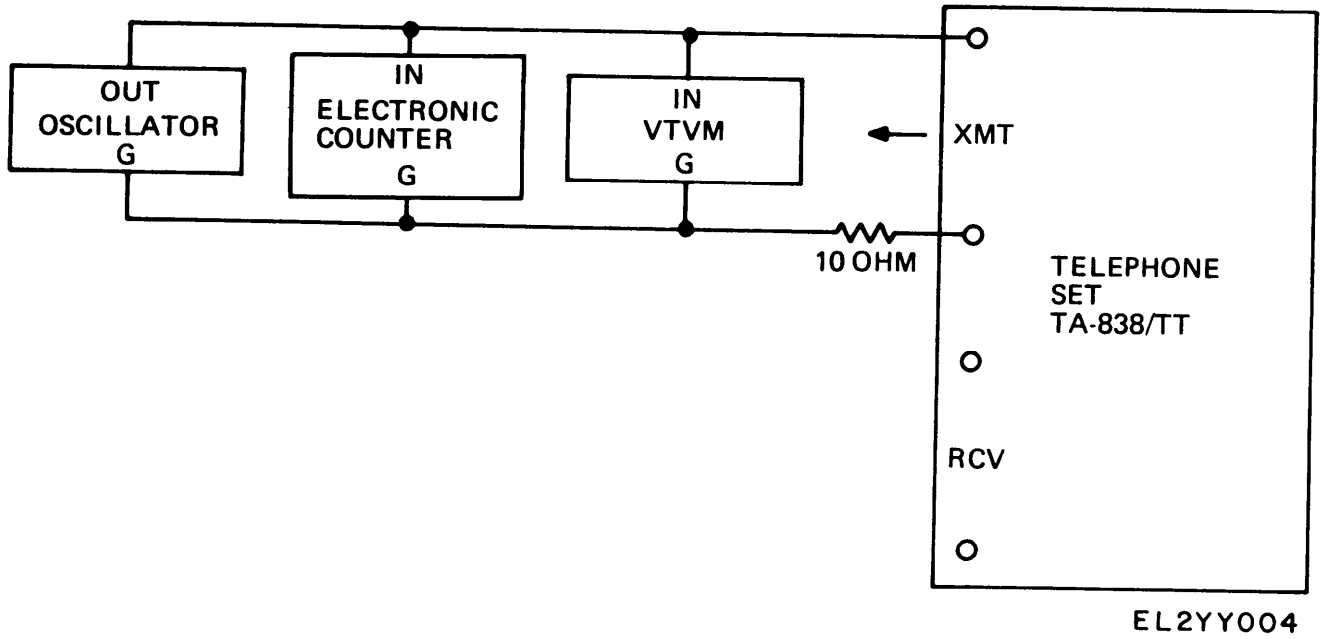 OUT
OSCILLATOR
G
IN
ELECTRONIC
COUNTER
G
IN
VTVM
G
XMT
10 OHM
TELEPHONE
SET
TA-838/TT
RCV
EL2YY004